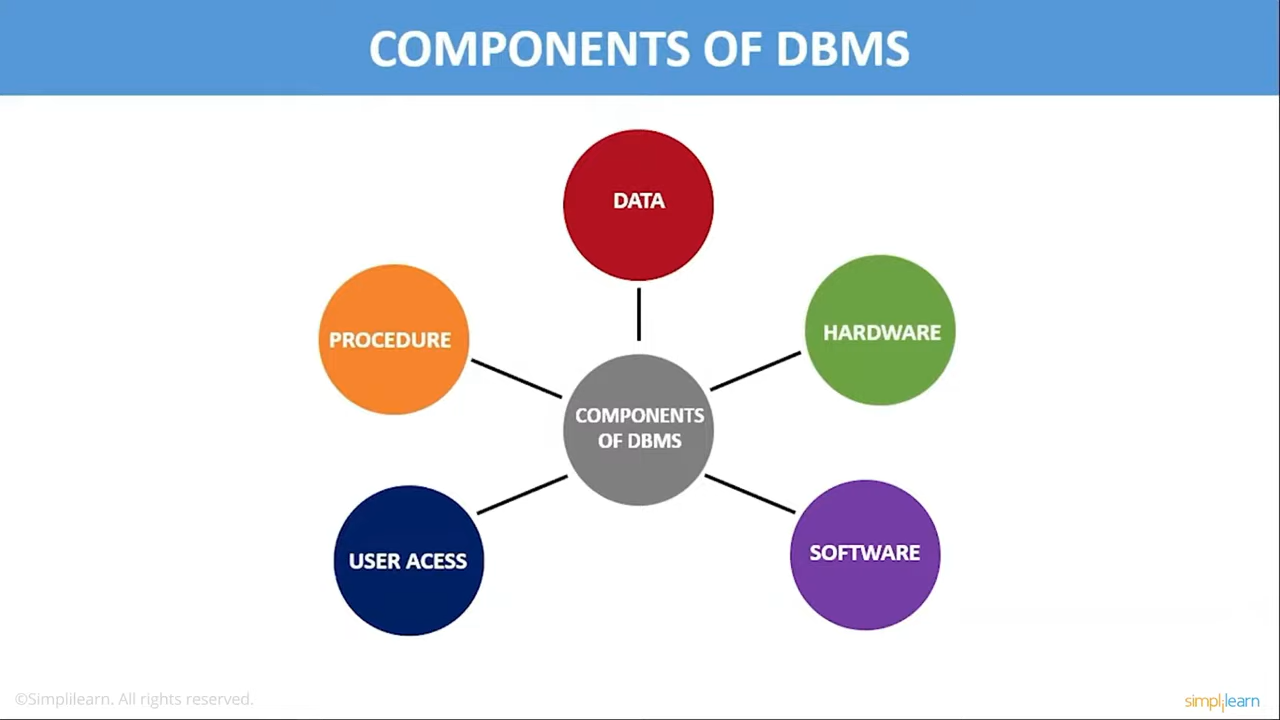 COMPONENTS OF DBMS
DATA
HARDWARE
PROCEDURE
COMPONENTS
OF DBMS
USER ACESS
SOFTWARE
©Simplilearn. All rights reserved.
simplilearn